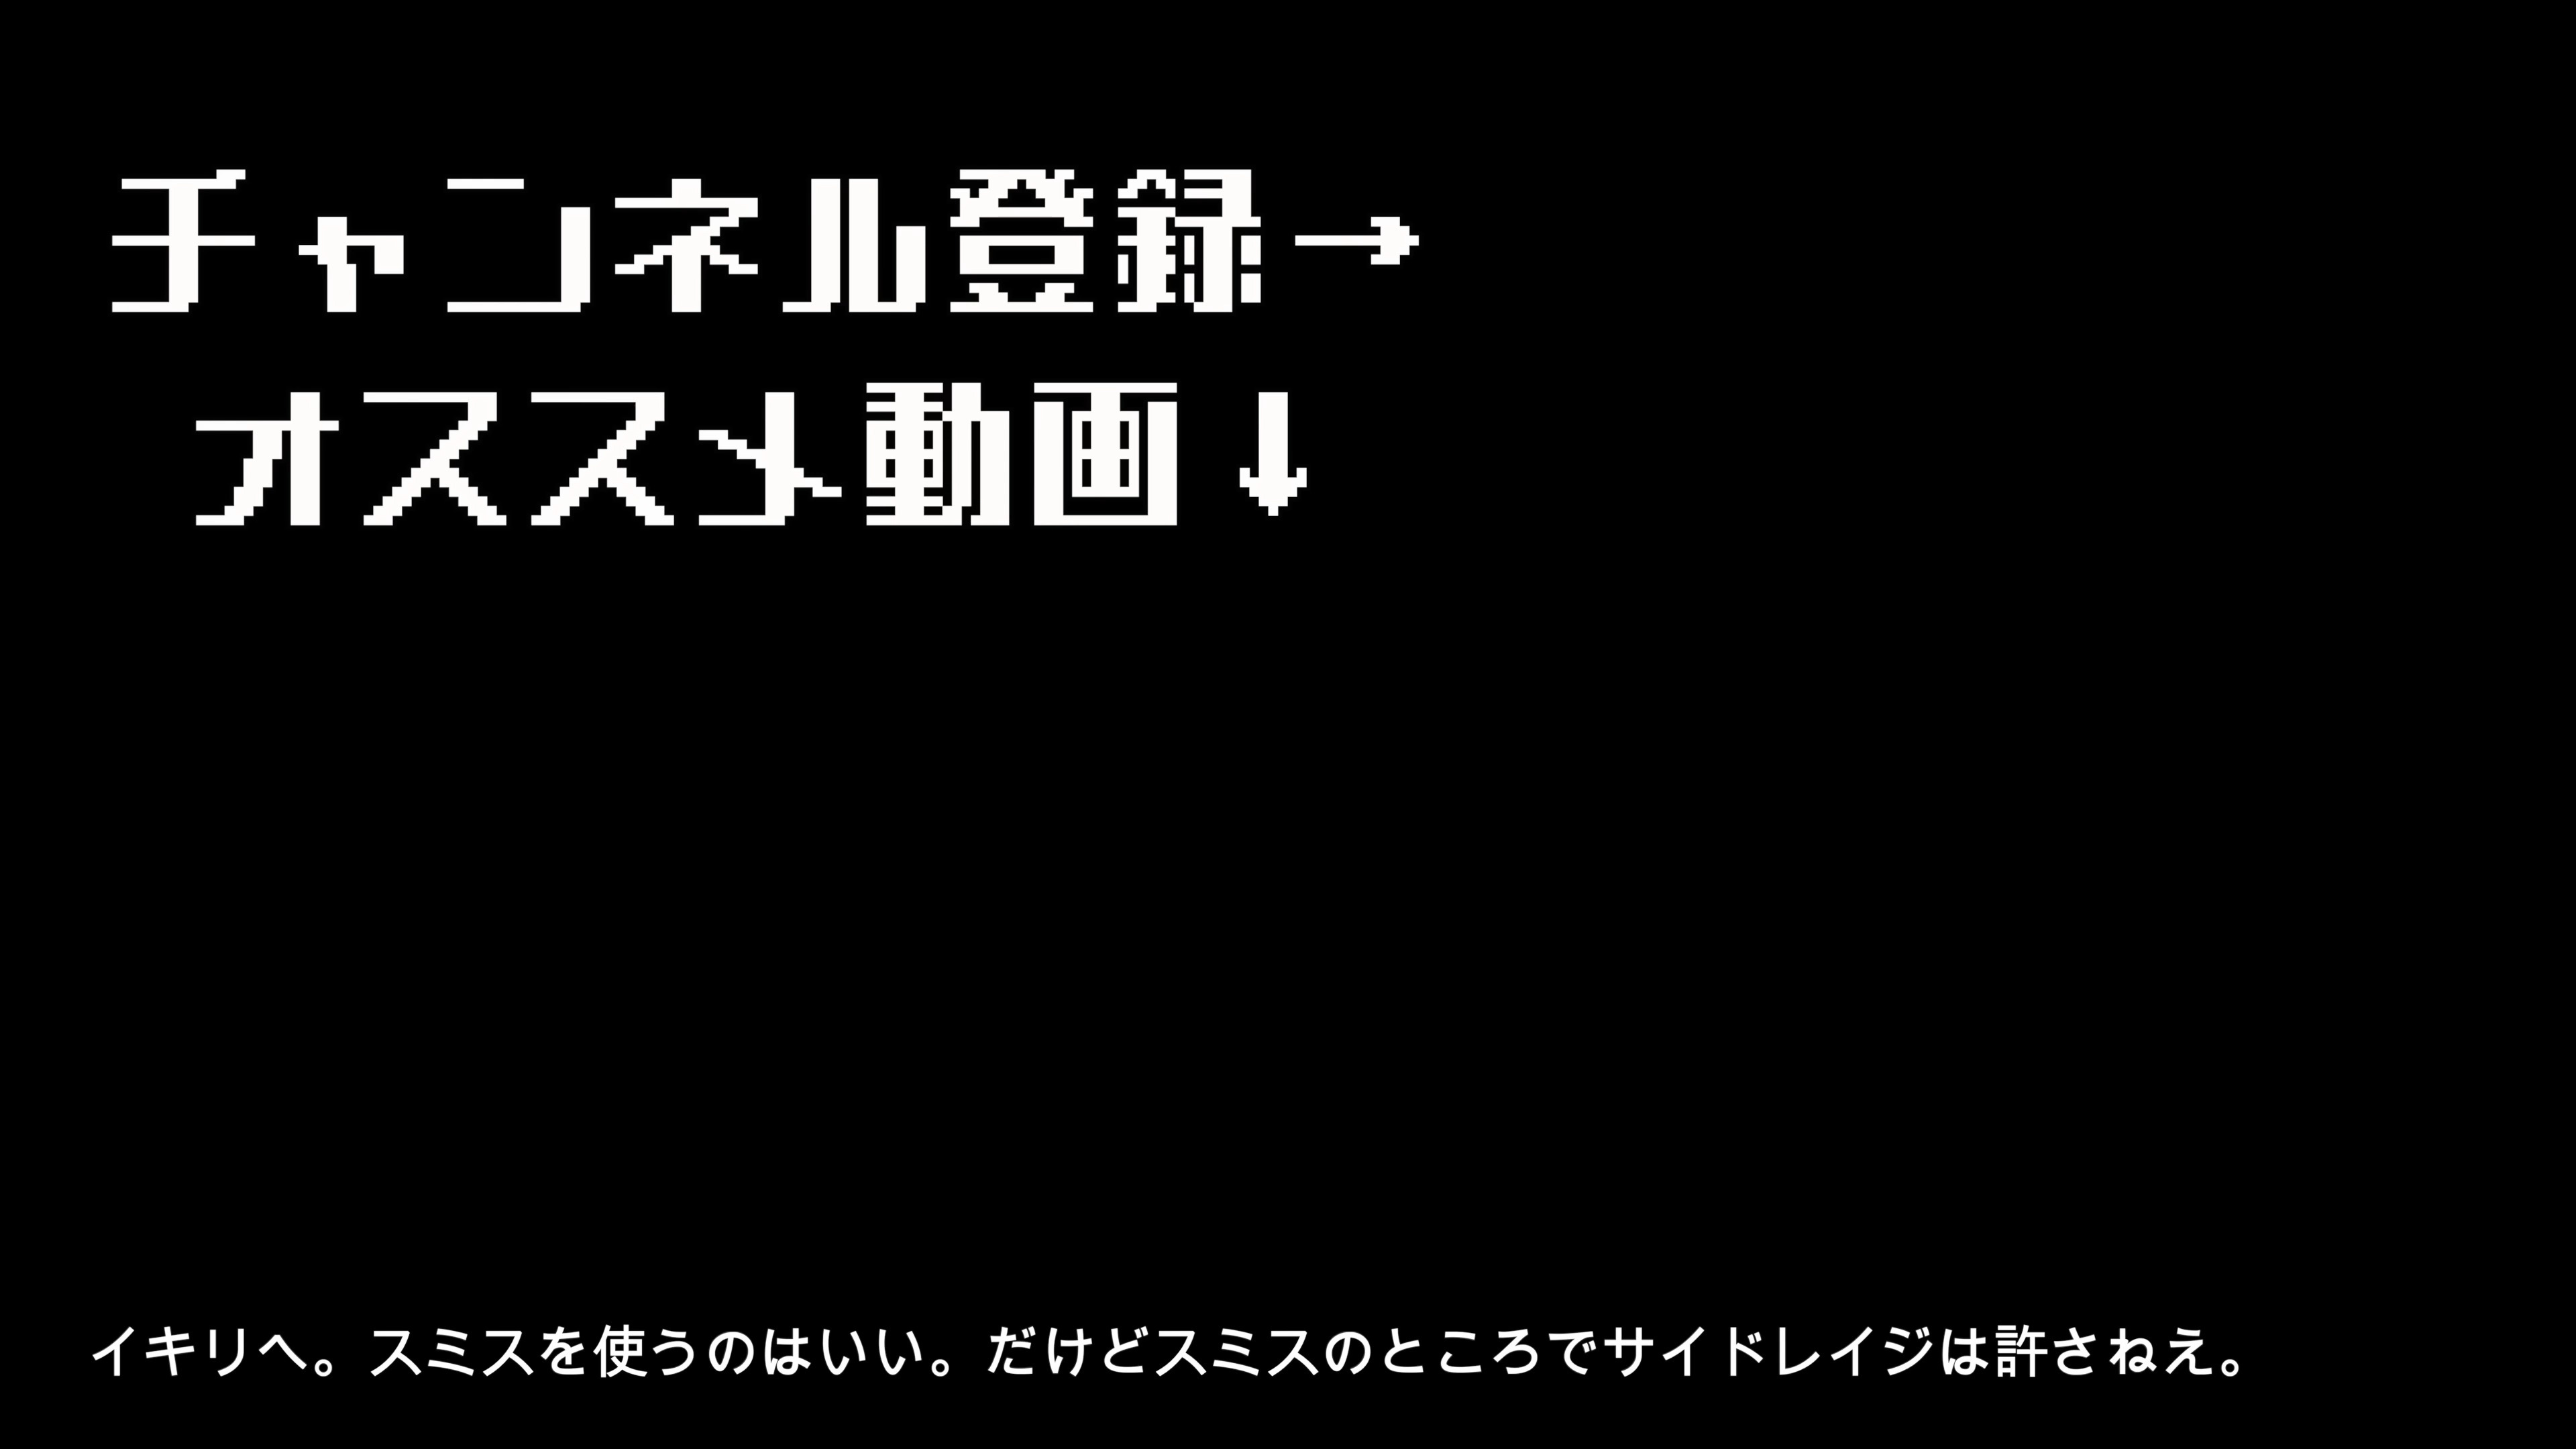 チャンネル登録→
オススメ動画↓
イキリへ。スミスを使うのはいい。だけどスミスのところでサイドレイジは許さねえ。